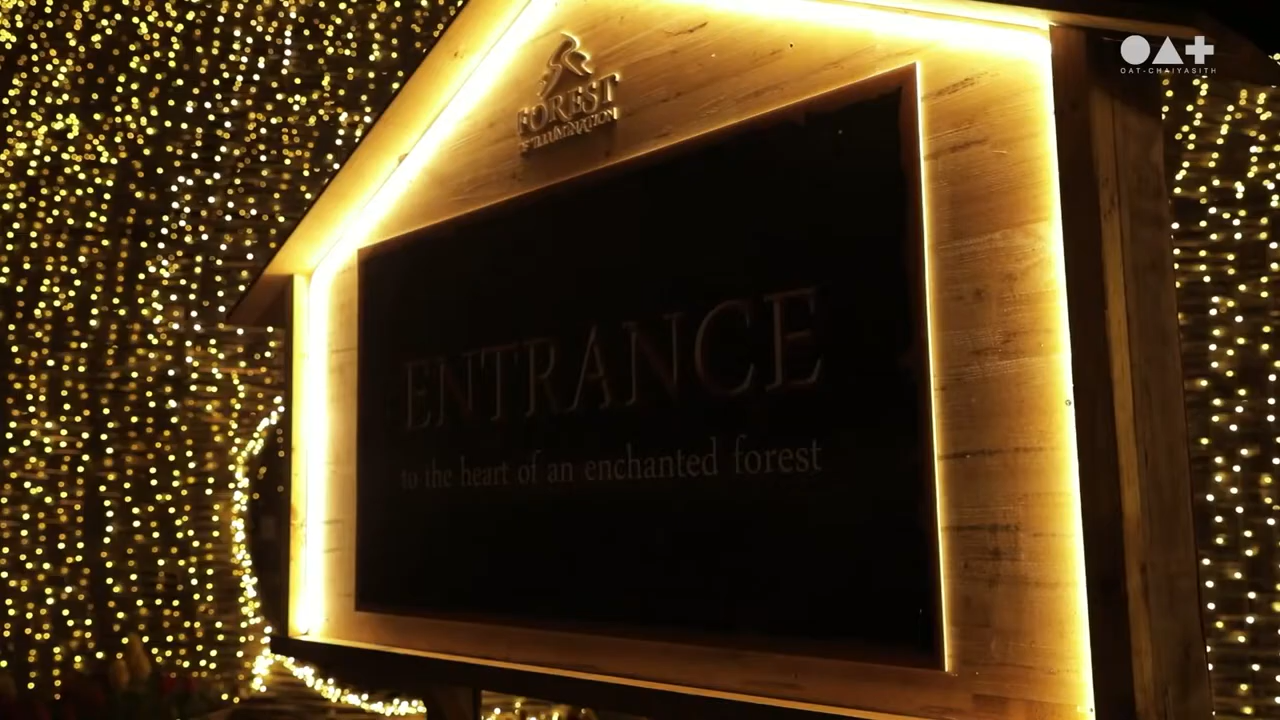 OAT-CHAIYASITH
FOREST
OF ILLUMINATION
ENTRANCE
to the heart of an enchanted forest